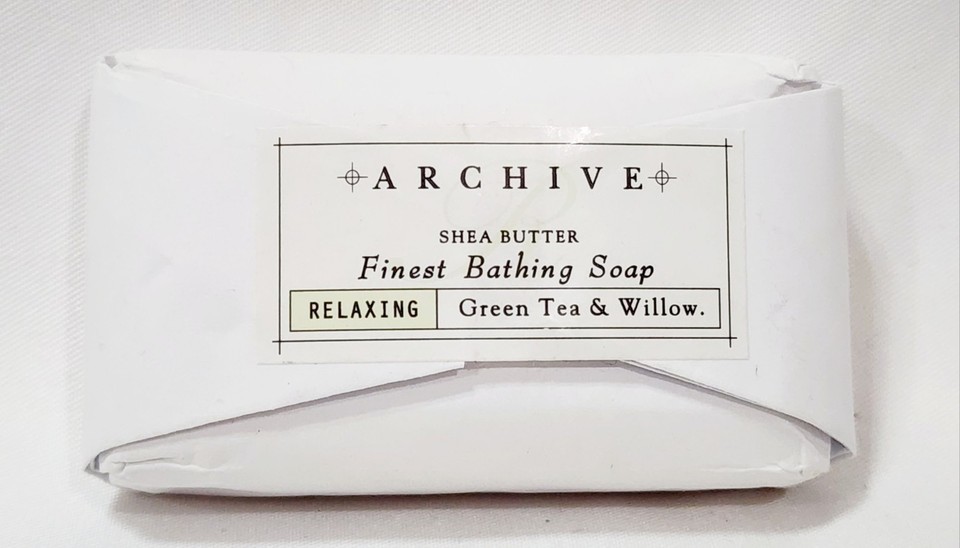 ARCHIVE
SHEA BUTTER
Finest Bathing Soap
RELAXING Green Tea & Willow.